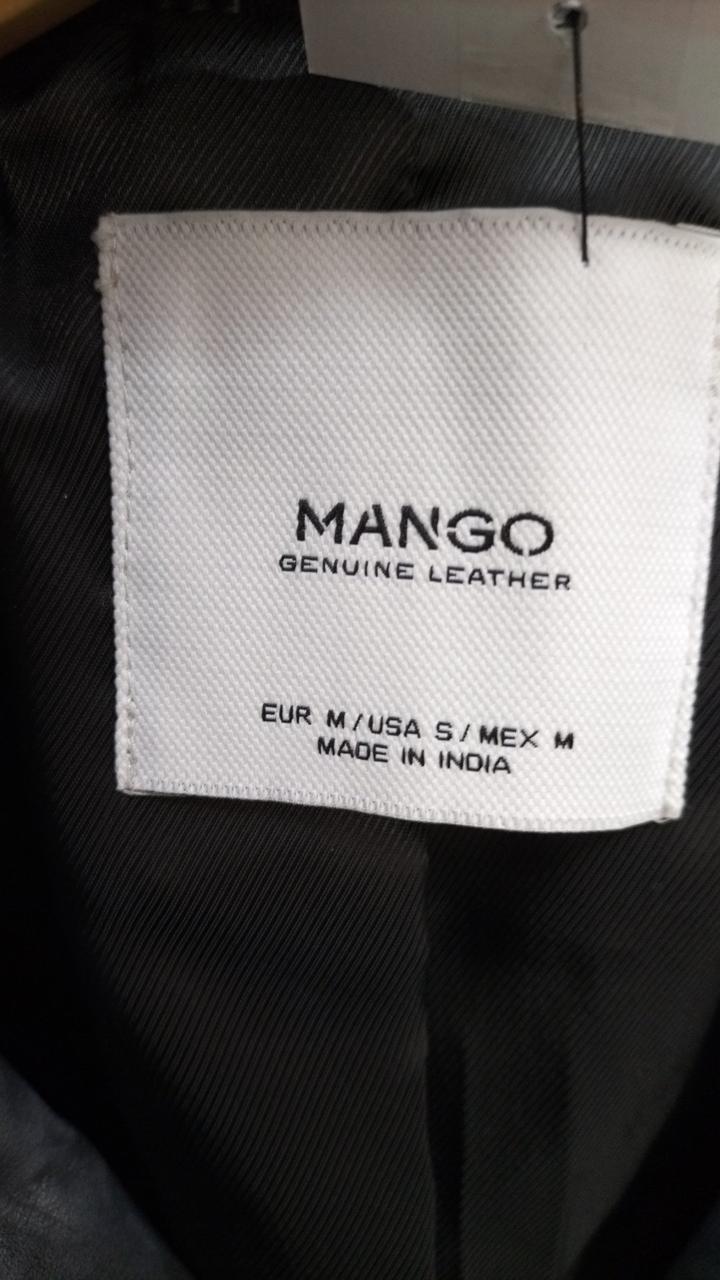 MANGO
GENUINE LEATHER
EUR M/USA S/MEX M
MADE IN INDIA